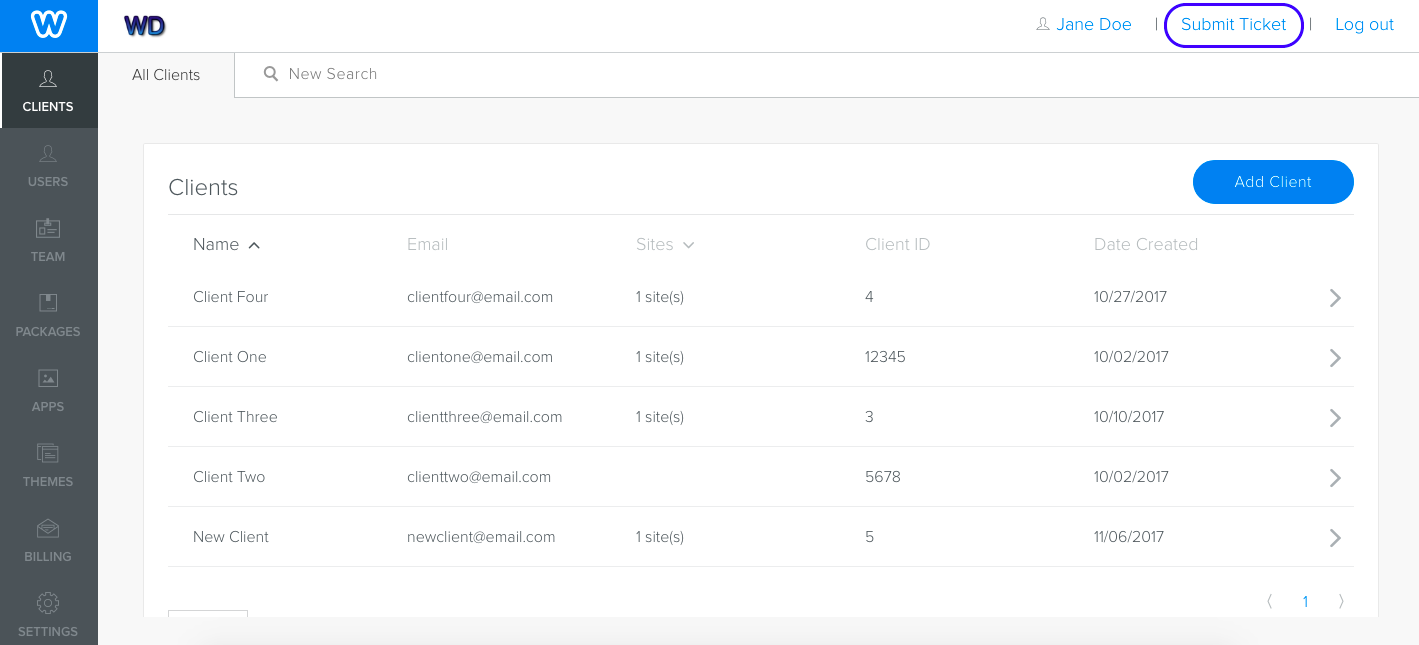 WD
Jane Doe | Submit Ticket | Log out
All Clients
New Search
CLIENTS
USERS
TEAM
PACKAGES
APPS
THEMES
BILLING
SETTINGS
Clients
Add Client
Name Email Sites Client ID Date Created
Client Four clientfour@email.com 1 site(s) 4 10/27/2017
Client One clientone@email.com 1 site(s) 12345 10/02/2017
Client Three clientthree@email.com 1 site(s) 3 10/10/2017
Client Two clienttwo@email.com 5678 10/02/2017
New Client newclient@email.com 1 site(s) 5 11/06/2017
1